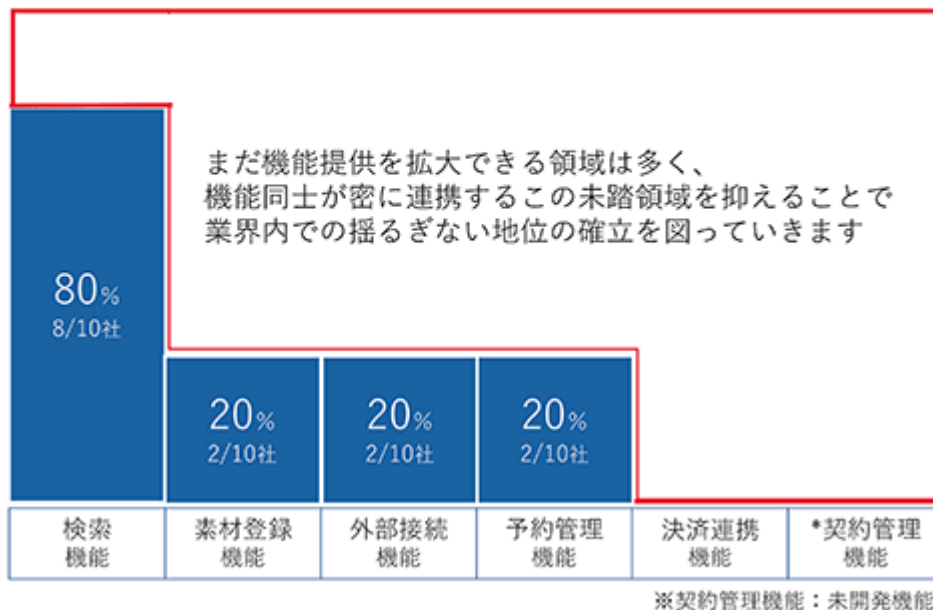 まだ機能提供を拡大できる領域は多く、
機能同士が密に連携するこの未踏領域を抑えることで
業界内での揺るぎない地位の確立を図っていきます
80%
8/10社
20%
2/10社
20%
2/10社
20%
2/10社
検索
機能
素材登録
機能
外部接続
機能
予約管理
機能
決済連携
機能
*契約管理
機能
※契約管理機能：未開発機能